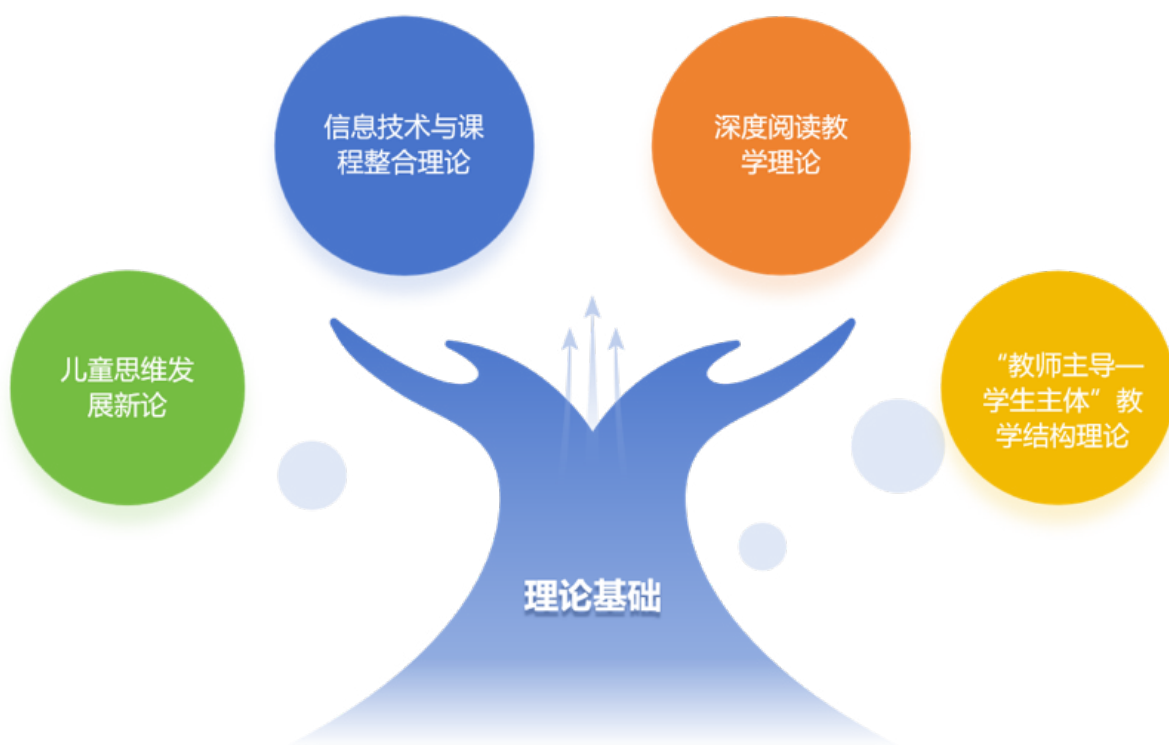 信息技术与课
程整合理论
深度阅读教
学理论
儿童思维发
展新论
“教师主导—
学生主体”教
学结构理论
理论基础